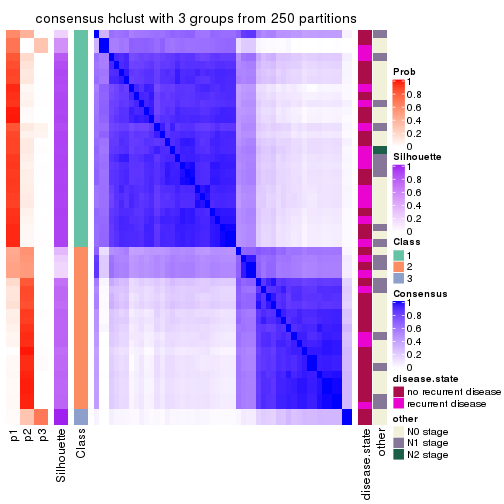 consensus hclust with 3 groups from 250 partitions
Prob
1
0.8
0.6
0.4
0.2
0
Silhouette
1
0.8
0.6
0.4
0.2
0
Class
1
2
3
Consensus
1
0.8
0.6
0.4
0.2
0
disease.state
no recurrent disease
recurrent disease
other
N0 stage
N1 stage
N2 stage
p1
p2
p3
Silhouette
Class
disease.state
other